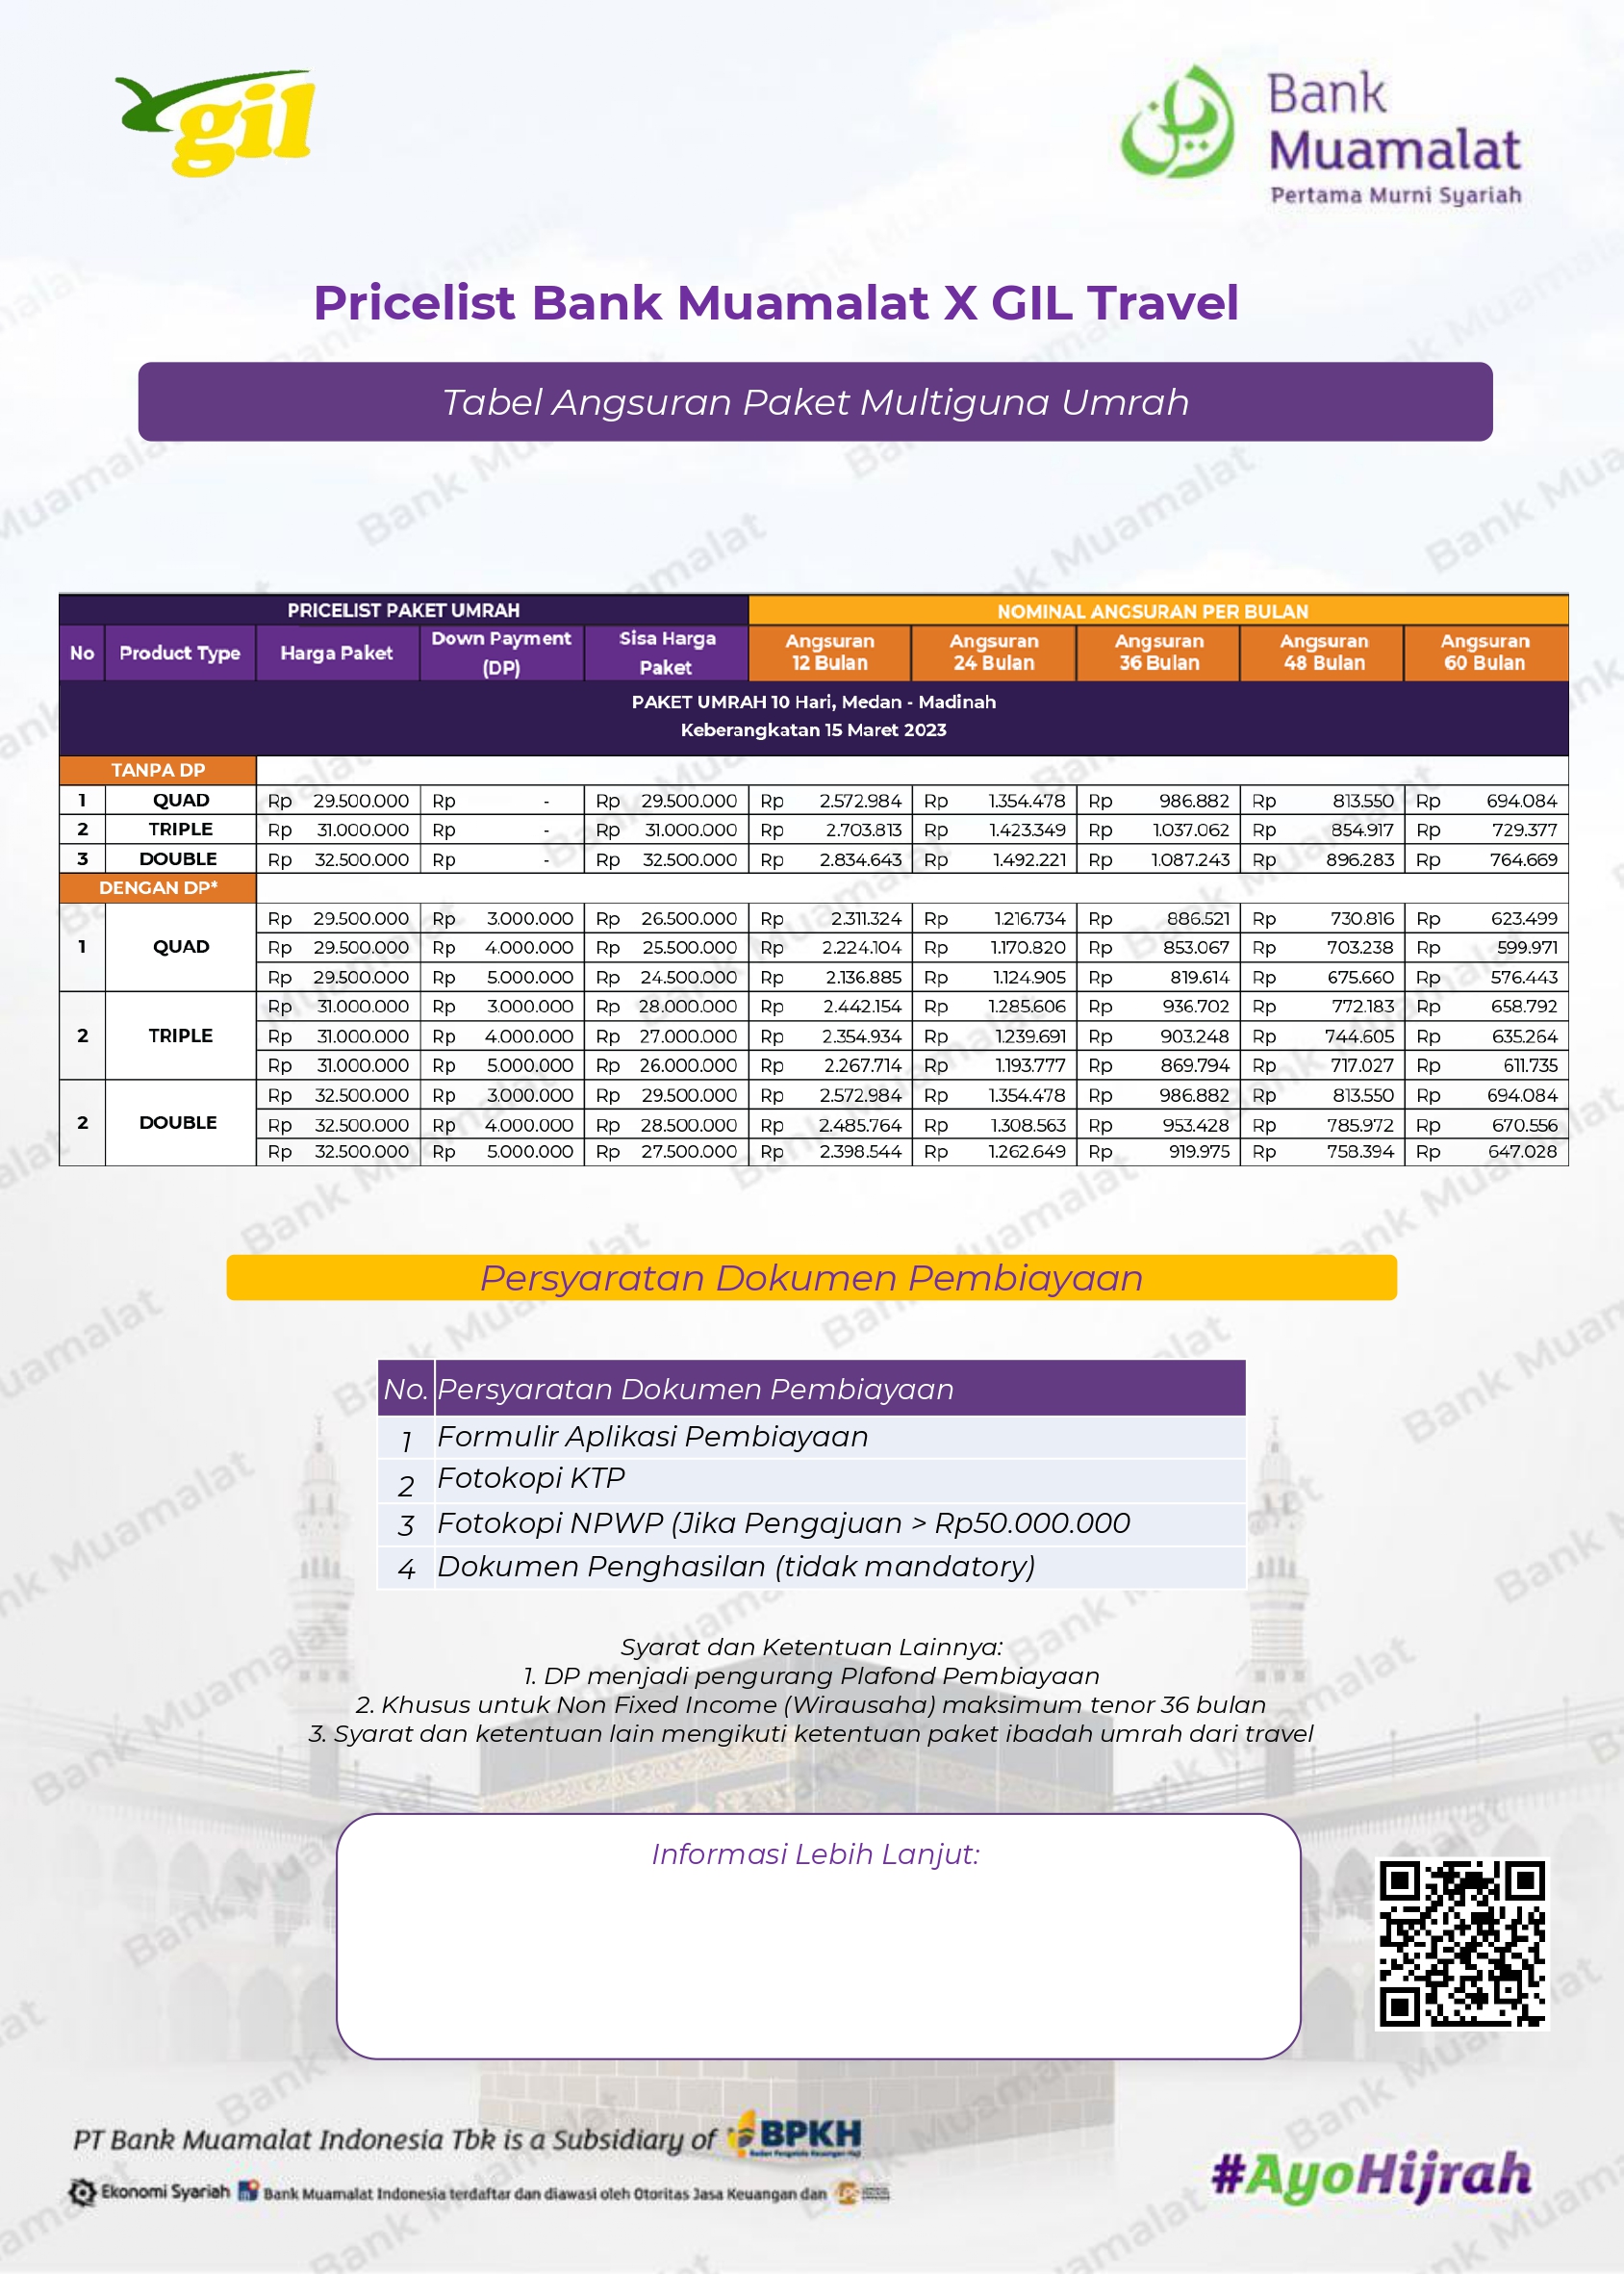 gil
Bank
Muamalat
Pertama Murni Syariah
Pricelist Bank Muamalat X GIL Travel
Tabel Angsuran Paket Multiguna Umrah
PRICELIST PAKET UMRAH NOMINAL ANGSURAN PER BULAN
No Product Type Harga Paket Down Payment (DP) Sisa Harga Paket Angsuran 12 Bulan Angsuran 24 Bulan Angsuran 36 Bulan Angsuran 48 Bulan Angsuran 60 Bulan
PAKET UMRAH 10 Hari, Medan - Madinah
Keberangkatan 15 Maret 2023
TANPA DP
1 QUAD Rp 29.500.000 Rp - Rp 29.500.000 Rp 2.572.984 Rp 1.354.478 Rp 986.882 Rp 813.550 Rp 694.084
2 TRIPLE Rp 31.000.000 Rp - Rp 31.000.000 Rp 2.703.813 Rp 1.423.349 Rp 1.037.062 Rp 854.917 Rp 729.377
3 DOUBLE Rp 32.500.000 Rp - Rp 32.500.000 Rp 2.834.643 Rp 1.492.221 Rp 1.087.243 Rp 896.283 Rp 764.669
DENGAN DP*
Rp 29.500.000 Rp 3.000.000 Rp 26.500.000 Rp 2.311.324 Rp 1.216.734 Rp 886.521 Rp 730.816 Rp 623.499
1 QUAD Rp 29.500.000 Rp 4.000.000 Rp 25.500.000 Rp 2.224.104 Rp 1.170.820 Rp 853.067 Rp 703.238 Rp 599.971
Rp 29.500.000 Rp 5.000.000 Rp 24.500.000 Rp 2.136.885 Rp 1.124.905 Rp 819.614 Rp 675.660 Rp 576.443
Rp 31.000.000 Rp 3.000.000 Rp 28.000.000 Rp 2.442.154 Rp 1.285.606 Rp 936.702 Rp 772.183 Rp 658.792
2 TRIPLE Rp 31.000.000 Rp 4.000.000 Rp 27.000.000 Rp 2.354.934 Rp 1.239.691 Rp 903.248 Rp 744.605 Rp 635.264
Rp 31.000.000 Rp 5.000.000 Rp 26.000.000 Rp 2.267.714 Rp 1.193.777 Rp 869.794 Rp 717.027 Rp 611.735
Rp 32.500.000 Rp 3.000.000 Rp 29.500.000 Rp 2.572.984 Rp 1.354.478 Rp 986.882 Rp 813.550 Rp 694.084
2 DOUBLE Rp 32.500.000 Rp 4.000.000 Rp 28.500.000 Rp 2.485.764 Rp 1.308.563 Rp 953.428 Rp 785.972 Rp 670.556
Rp 32.500.000 Rp 5.000.000 Rp 27.500.000 Rp 2.398.544 Rp 1.262.649 Rp 919.975 Rp 758.394 Rp 647.028
Persyaratan Dokumen Pembiayaan
No. Persyaratan Dokumen Pembiayaan
1 Formulir Aplikasi Pembiayaan
2 Fotokopi KTP
3 Fotokopi NPWP (Jika Pengajuan > Rp50.000.000
4 Dokumen Penghasilan (tidak mandatory)
Syarat dan Ketentuan Lainnya:
1. DP menjadi pengurang Plafond Pembiayaan
2. Khusus untuk Non Fixed Income (Wirausaha) maksimum tenor 36 bulan
3. Syarat dan ketentuan lain mengikuti ketentuan paket ibadah umrah dari travel
Informasi Lebih Lanjut:
PT Bank Muamalat Indonesia Tbk is a Subsidiary of BPKH
Ekonomi Syariah Bank Muamalat Indonesia terdaftar dan diawasi oleh Otoritas Jasa Keuangan dan
#AyoHijrah